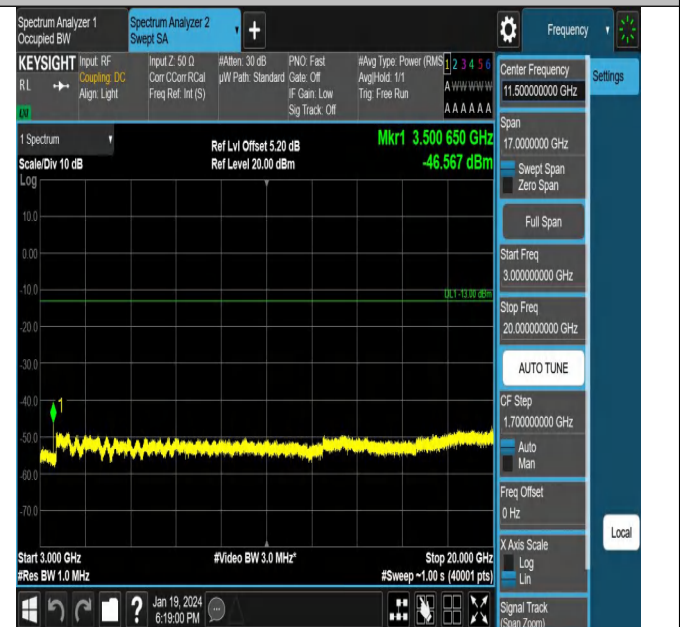 Spectrum Analyzer 1
Occupied BW
Spectrum Analyzer 2
Swept SA
Frequency
KEYSIGHT
RL
Input: RF
Coupling: DC
Align: Light
Input Z: 50 Ω
Corr CCorr RCal
Freq Ref: Int (S)
#Atten: 30 dB
µW Path: Standard
PNO: Fast
Gate: Off
IF Gain: Low
Sig Track: Off
#Avg Type: Power (RMS
Avg|Hold: 1/1
Trig: Free Run
1 2 3 4 5 6
A W W W W W
A A A A A A
1 Spectrum
Scale/Div 10 dB
Log
Ref Lvl Offset 5.20 dB
Ref Level 20.00 dBm
Mkr1 3.500 650 GHz
-46.567 dBm
10.0
0.00
-10.0
-20.0
-30.0
-40.0
-50.0
-60.0
-70.0
DL1 -13.00 dBm
1
Start 3.000 GHz
#Res BW 1.0 MHz
#Video BW 3.0 MHz*
Stop 20.000 GHz
#Sweep ~1.00 s (40001 pts)
Jan 19, 2024
6:19:00 PM
Center Frequency
11.500000000 GHz
Settings
Span
17.0000000 GHz
Swept Span
Zero Span
Full Span
Start Freq
3.000000000 GHz
Stop Freq
20.000000000 GHz
AUTO TUNE
CF Step
1.700000000 GHz
Auto
Man
Freq Offset
0 Hz
X Axis Scale
Log
Lin
Local
Signal Track
(Span Zoom)